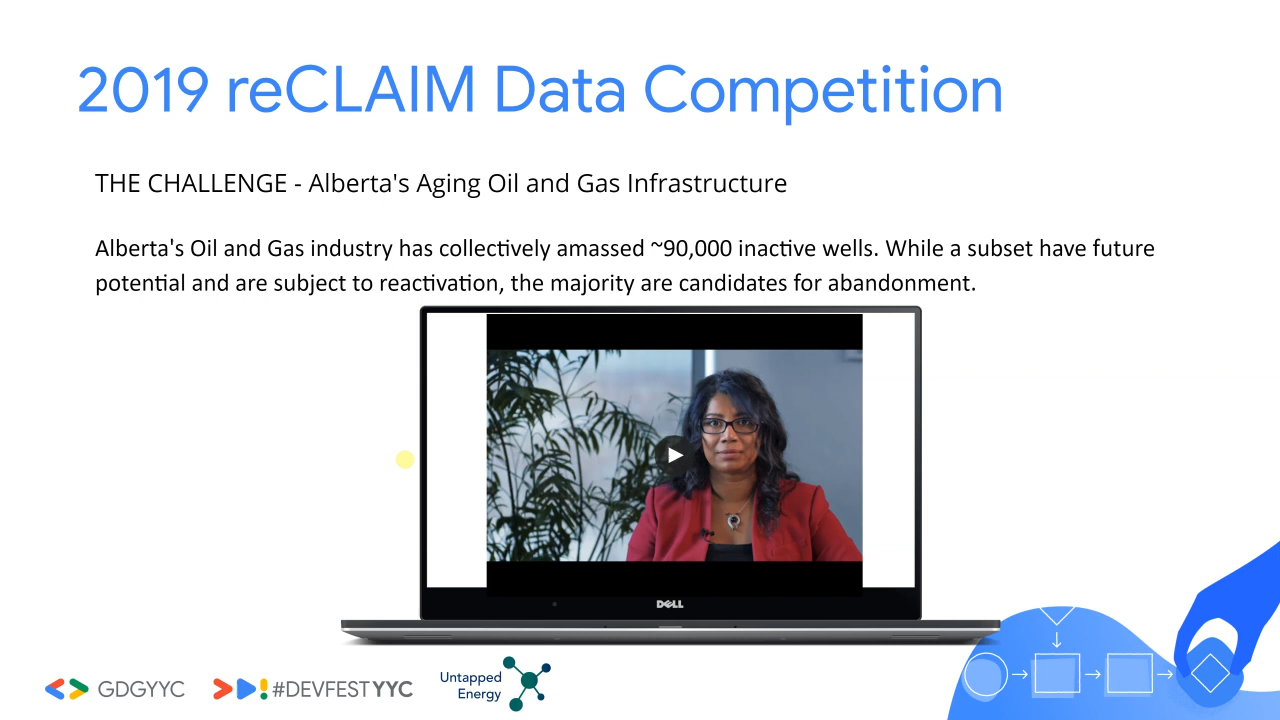 2019 reCLAIM Data Competition
THE CHALLENGE - Alberta's Aging Oil and Gas Infrastructure
Alberta's Oil and Gas industry has collectively amassed ~90,000 inactive wells. While a subset have future
potential and are subject to reactivation, the majority are candidates for abandonment.
DELL
GDGYYC
#DEVFESTYYC
Untapped
Energy